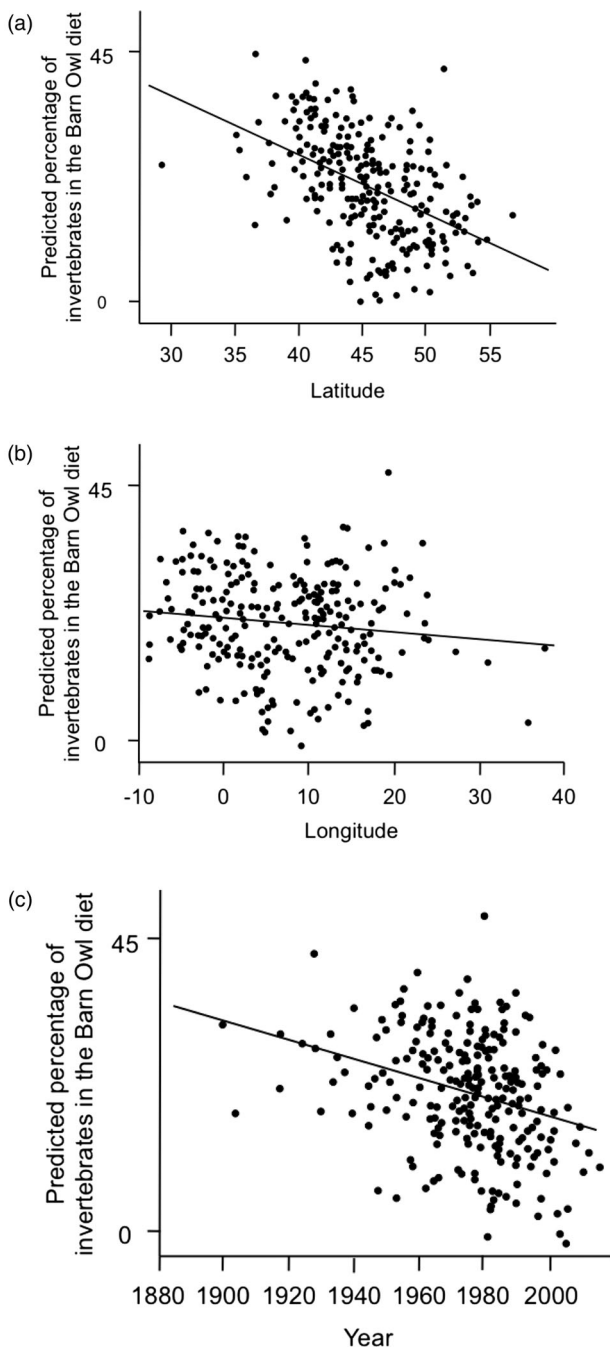 (a)
Predicted percentage of
invertebrates in the Barn Owl diet
45
0
30 35 40 45 50 55
Latitude
(b)
Predicted percentage of
invertebrates in the Barn Owl diet
45
0
-10 0 10 20 30 40
Longitude
(c)
Predicted percentage of
invertebrates in the Barn Owl diet
45
0
1880 1900 1920 1940 1960 1980 2000
Year